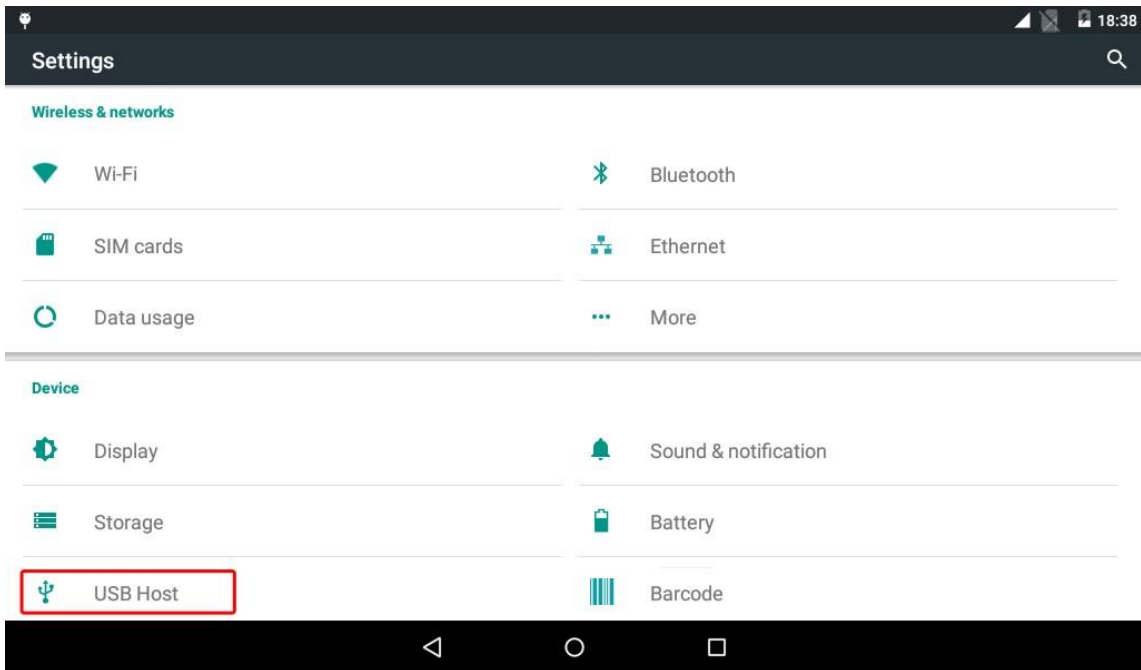 18:38
Settings
Wireless & networks
Wi-Fi
Bluetooth
SIM cards
Ethernet
Data usage
More
Device
Display
Sound & notification
Storage
Battery
USB Host
Barcode